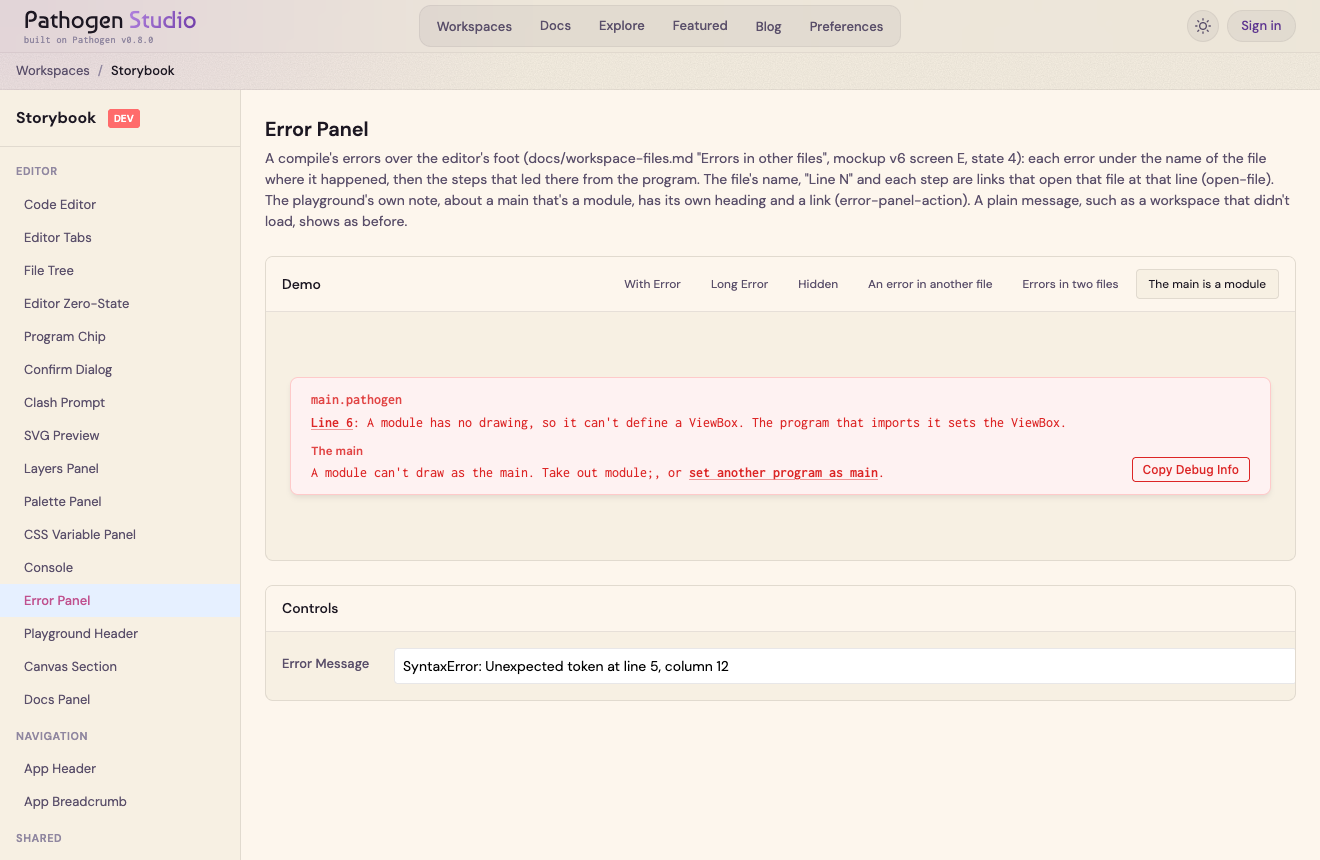 Pathogen Studio
built on Pathogen v0.8.0
Workspaces
Docs
Explore
Featured
Blog
Preferences
Sign in
Workspaces / Storybook
Storybook DEV
EDITOR
Code Editor
Editor Tabs
File Tree
Editor Zero-State
Program Chip
Confirm Dialog
Clash Prompt
SVG Preview
Layers Panel
Palette Panel
CSS Variable Panel
Console
Error Panel
Playground Header
Canvas Section
Docs Panel
NAVIGATION
App Header
App Breadcrumb
SHARED
Error Panel
A compile's errors over the editor's foot (docs/workspace-files.md "Errors in other files", mockup v6 screen E, state 4): each error under the name of the file
where it happened, then the steps that led there from the program. The file's name, "Line N" and each step are links that open that file at that line (open-file).
The playground's own note, about a main that's a module, has its own heading and a link (error-panel-action). A plain message, such as a workspace that didn't
load, shows as before.
Demo
With Error
Long Error
Hidden
An error in another file
Errors in two files
The main is a module
main.pathogen
Line 6: A module has no drawing, so it can't define a ViewBox. The program that imports it sets the ViewBox.
The main
A module can't draw as the main. Take out module;, or set another program as main.
Copy Debug Info
Controls
Error Message
SyntaxError: Unexpected token at line 5, column 12